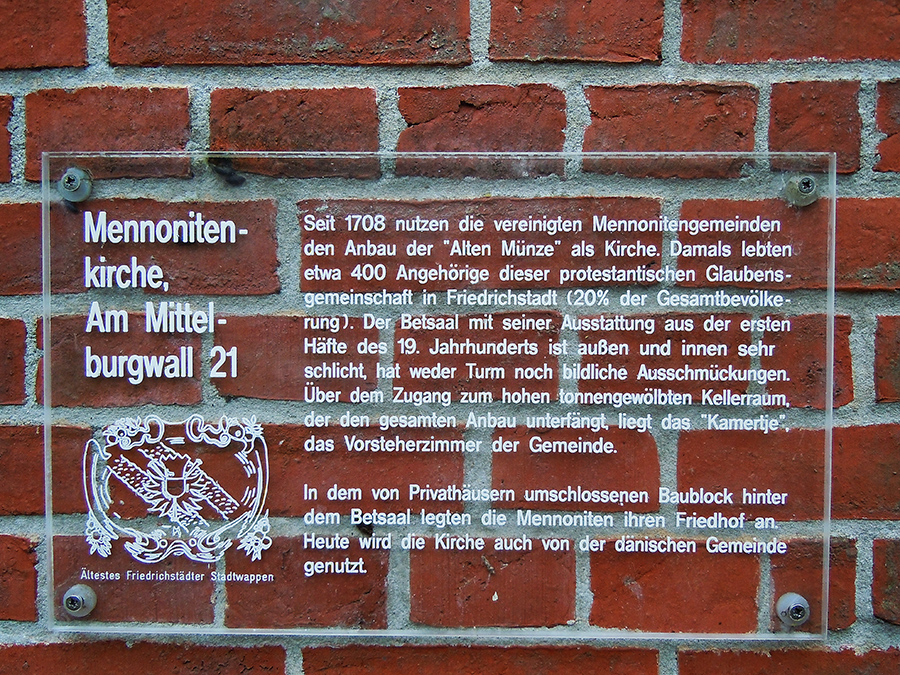 Mennoniten-
kirche,
Am Mittel-
burgwall 21
Ältestes Friedrichstädter Stadtwappen
Seit 1708 nutzen die vereinigten Mennonitengemeinden
den Anbau der "Alten Münze" als Kirche. Damals lebten
etwa 400 Angehörige dieser protestantischen Glaubens-
gemeinschaft in Friedrichstadt (20% der Gesamtbevölke-
rung). Der Betsaal mit seiner Ausstattung aus der ersten
Häfte des 19. Jahrhunderts ist außen und innen sehr
schlicht, hat weder Turm noch bildliche Ausschmückungen.
Über dem Zugang zum hohen tonnengewölbten Kellerraum,
der den gesamten Anbau unterfängt, liegt das "Kamertje",
das Vorsteherzimmer der Gemeinde.
In dem von Privathäusern umschlossenen Baublock hinter
dem Betsaal legten die Mennoniten ihren Friedhof an.
Heute wird die Kirche auch von der dänischen Gemeinde
genutzt.